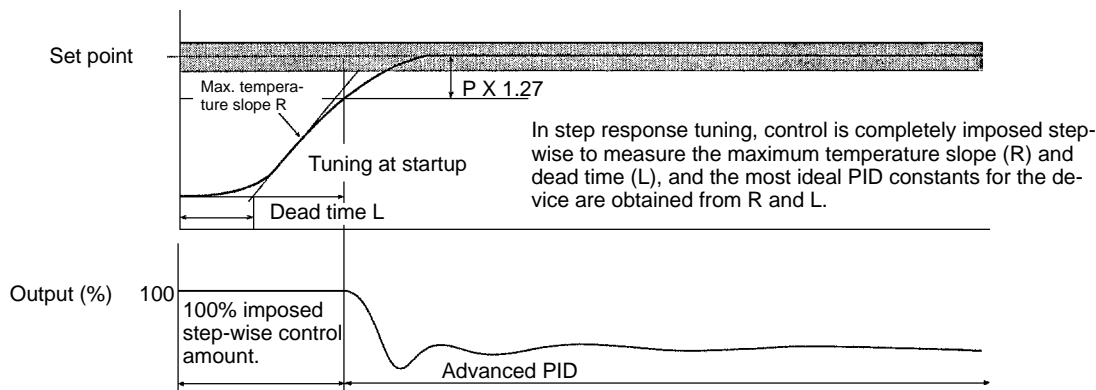 Set point
Max. tempera-
ture slope R
P X 1.27
In step response tuning, control is completely imposed step-
wise to measure the maximum temperature slope (R) and
dead time (L), and the most ideal PID constants for the de-
vice are obtained from R and L.
Tuning at startup
Dead time L
Output (%)
100
100% imposed
step-wise control
amount.
Advanced PID